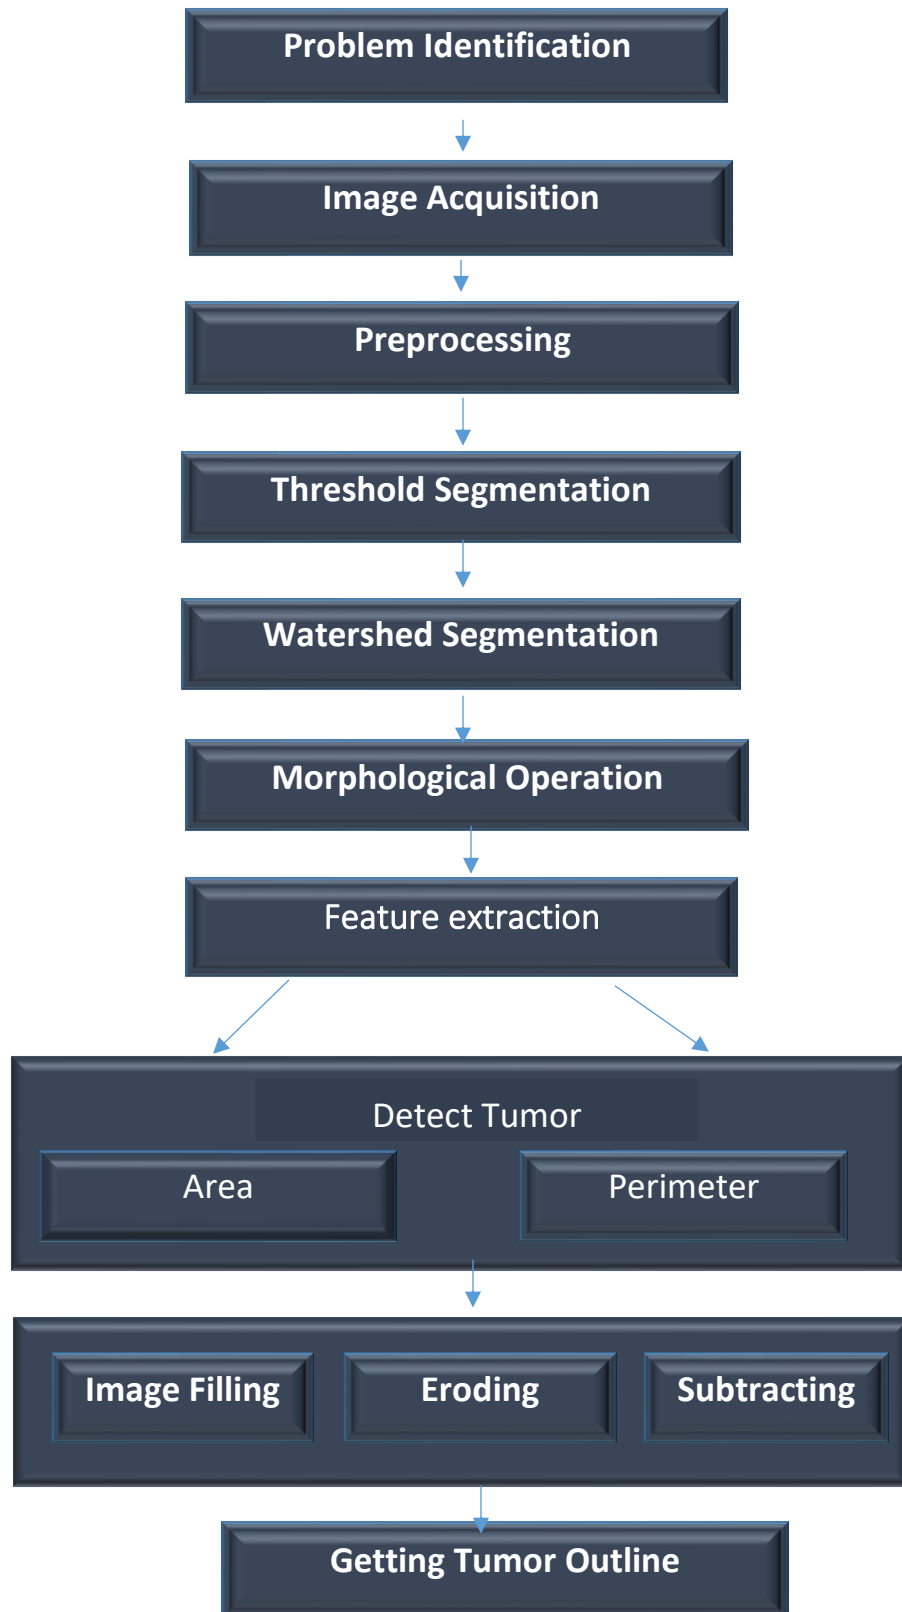 Problem Identification
Image Acquisition
Preprocessing
Threshold Segmentation
Watershed Segmentation
Morphological Operation
Feature extraction
Detect Tumor
Area
Perimeter
Image Filling
Eroding
Subtracting
Getting Tumor Outline